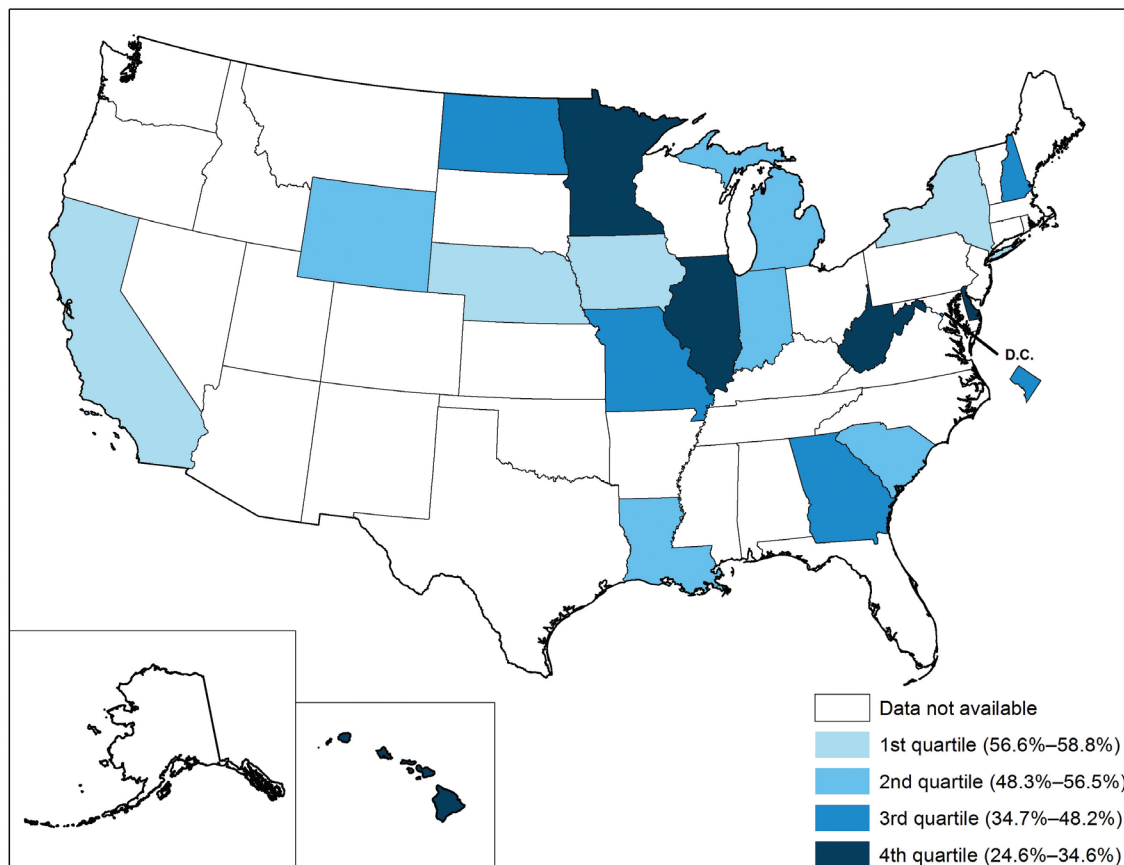 D.C.
Data not available
1st quartile (56.6%–58.8%)
2nd quartile (48.3%–56.5%)
3rd quartile (34.7%–48.2%)
4th quartile (24.6%–34.6%)